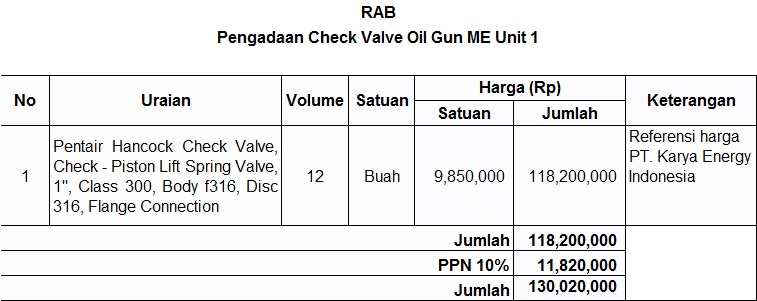 RAB
Pengadaan Check Valve Oil Gun ME Unit 1
No Uraian Volume Satuan Harga (Rp) Keterangan
Satuan Jumlah
1 Pentair Hancock Check Valve, 12 Buah 9,850,000 118,200,000 Referensi harga
Check - Piston Lift Spring Valve, PT. Karya Energy
1", Class 300, Body f316, Disc Indonesia
316, Flange Connection
Jumlah 118,200,000
PPN 10% 11,820,000
Jumlah 130,020,000